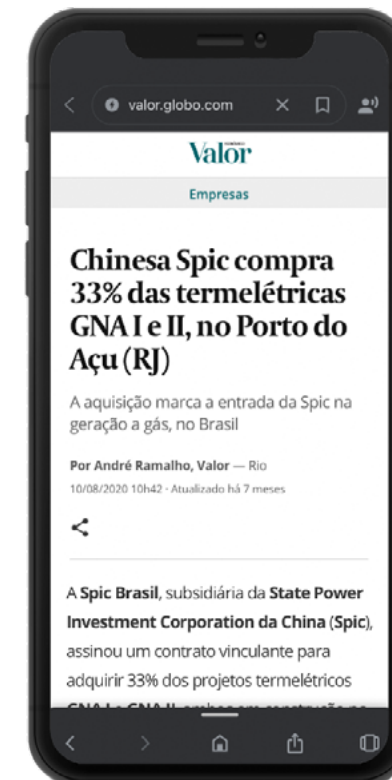 valor.globo.com
Valor
Empresas
Chinesa Spic compra
33% das termelétricas
GNA I e II, no Porto do
Açu (RJ)
A aquisição marca a entrada da Spic na
geração a gás, no Brasil
Por André Ramalho, Valor — Rio
10/08/2020 10h42 · Atualizado há 7 meses
A Spic Brasil, subsidiária da State Power
Investment Corporation da China (Spic),
assinou um contrato vinculante para
adquirir 33% dos projetos termelétricos